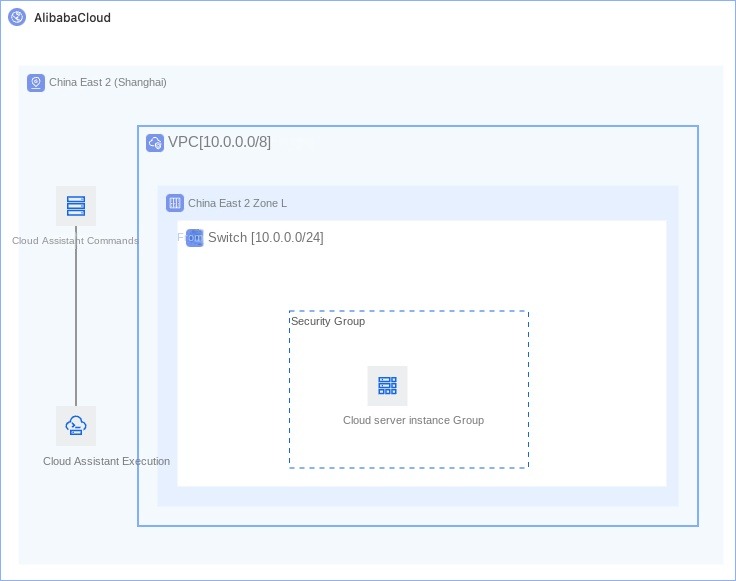 AlibabaCloud
China East 2 (Shanghai)
VPC[10.0.0.0/8]
China East 2 Zone L
Cloud Assistant Commands
Switch [10.0.0.0/24]
Security Group
Cloud server instance Group
Cloud Assistant Execution